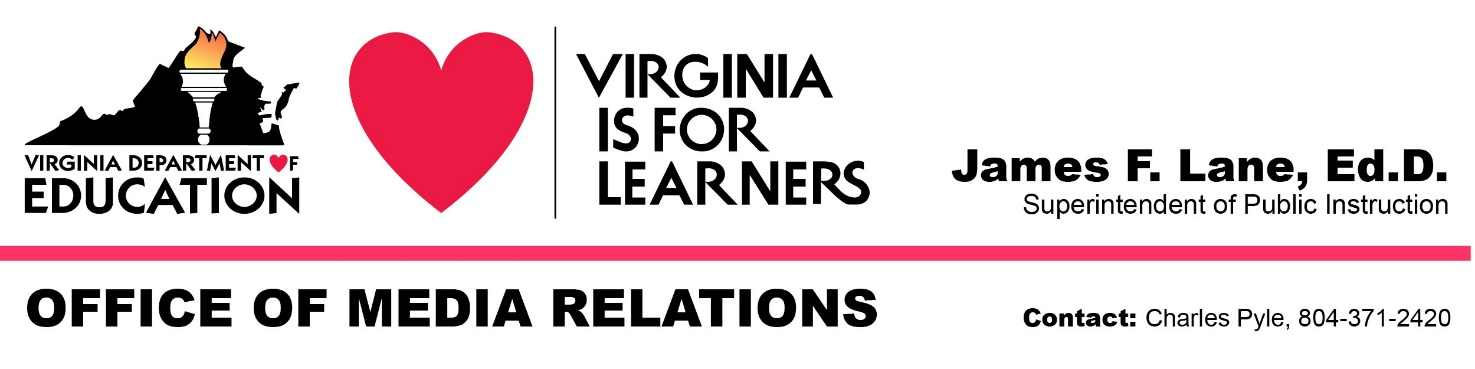 VIRGINIA DEPARTMENT OF
EDUCATION
VIRGINIA
IS FOR
LEARNERS
James F. Lane, Ed.D.
Superintendent of Public Instruction
OFFICE OF MEDIA RELATIONS
Contact: Charles Pyle, 804-371-2420